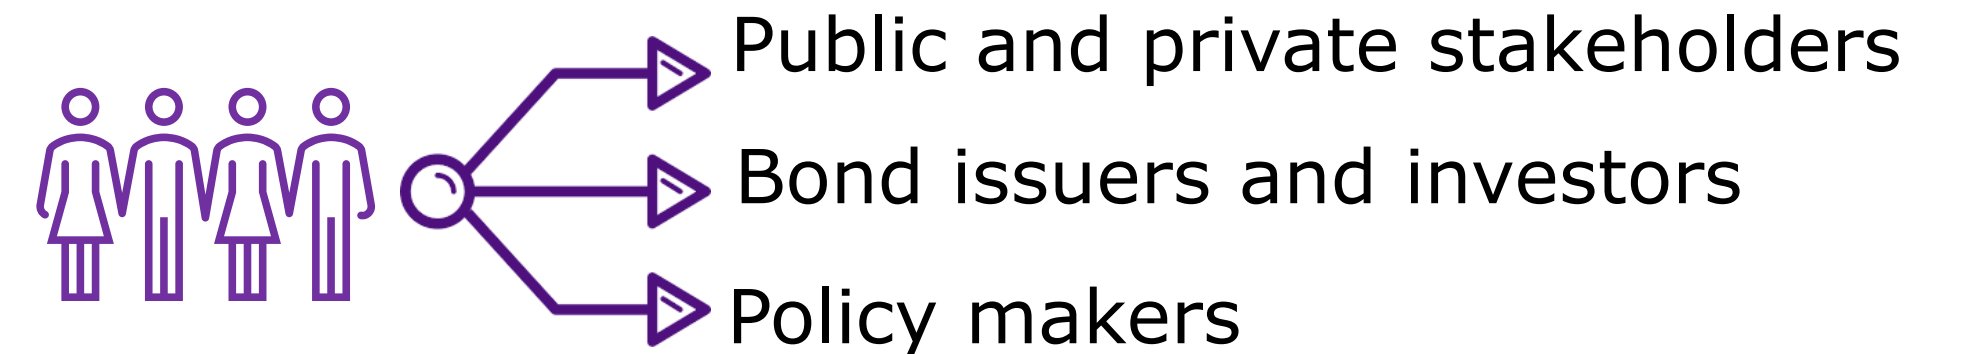 Public and private stakeholders
Bond issuers and investors
Policy makers